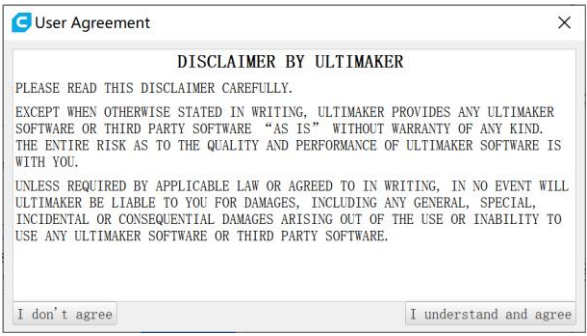 User Agreement
DISCLAIMER BY ULTIMAKER
PLEASE READ THIS DISCLAIMER CAREFULLY.
EXCEPT WHEN OTHERWISE STATED IN WRITING, ULTIMAKER PROVIDES ANY ULTIMAKER
SOFTWARE OR THIRD PARTY SOFTWARE “AS IS” WITHOUT WARRANTY OF ANY KIND.
THE ENTIRE RISK AS TO THE QUALITY AND PERFORMANCE OF ULTIMAKER SOFTWARE IS
WITH YOU.
UNLESS REQUIRED BY APPLICABLE LAW OR AGREED TO IN WRITING, IN NO EVENT WILL
ULTIMAKER BE LIABLE TO YOU FOR DAMAGES, INCLUDING ANY GENERAL, SPECIAL,
INCIDENTAL OR CONSEQUENTIAL DAMAGES ARISING OUT OF THE USE OR INABILITY TO
USE ANY ULTIMAKER SOFTWARE OR THIRD PARTY SOFTWARE.
I don't agree
I understand and agree